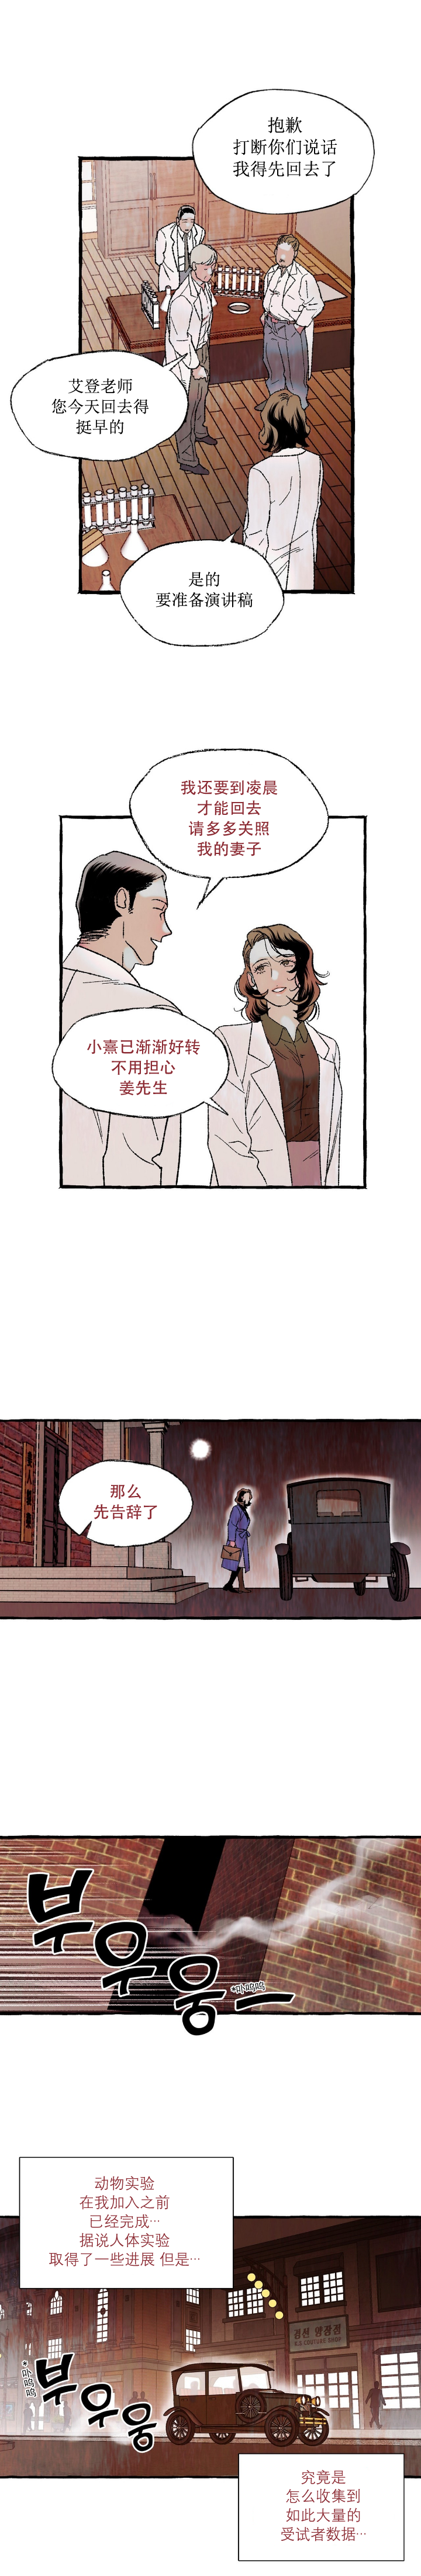 抱歉
打断你们说话
我得先回去了
艾登老师
您今天回去得
挺早的
是的
要准备演讲稿
我还要到凌晨
才能回去
请多多关照
我的妻子
小熹已渐渐好转
不用担心
姜先生
那么
先告辞了
부우웅—
*呜呜呜
动物实验
在我加入之前
已经完成…
据说人体实验
取得了一些进展 但是…
부우웅
*呜呜呜
경선 양장점
究竟是
怎么收集到
如此大量的
受试者数据…